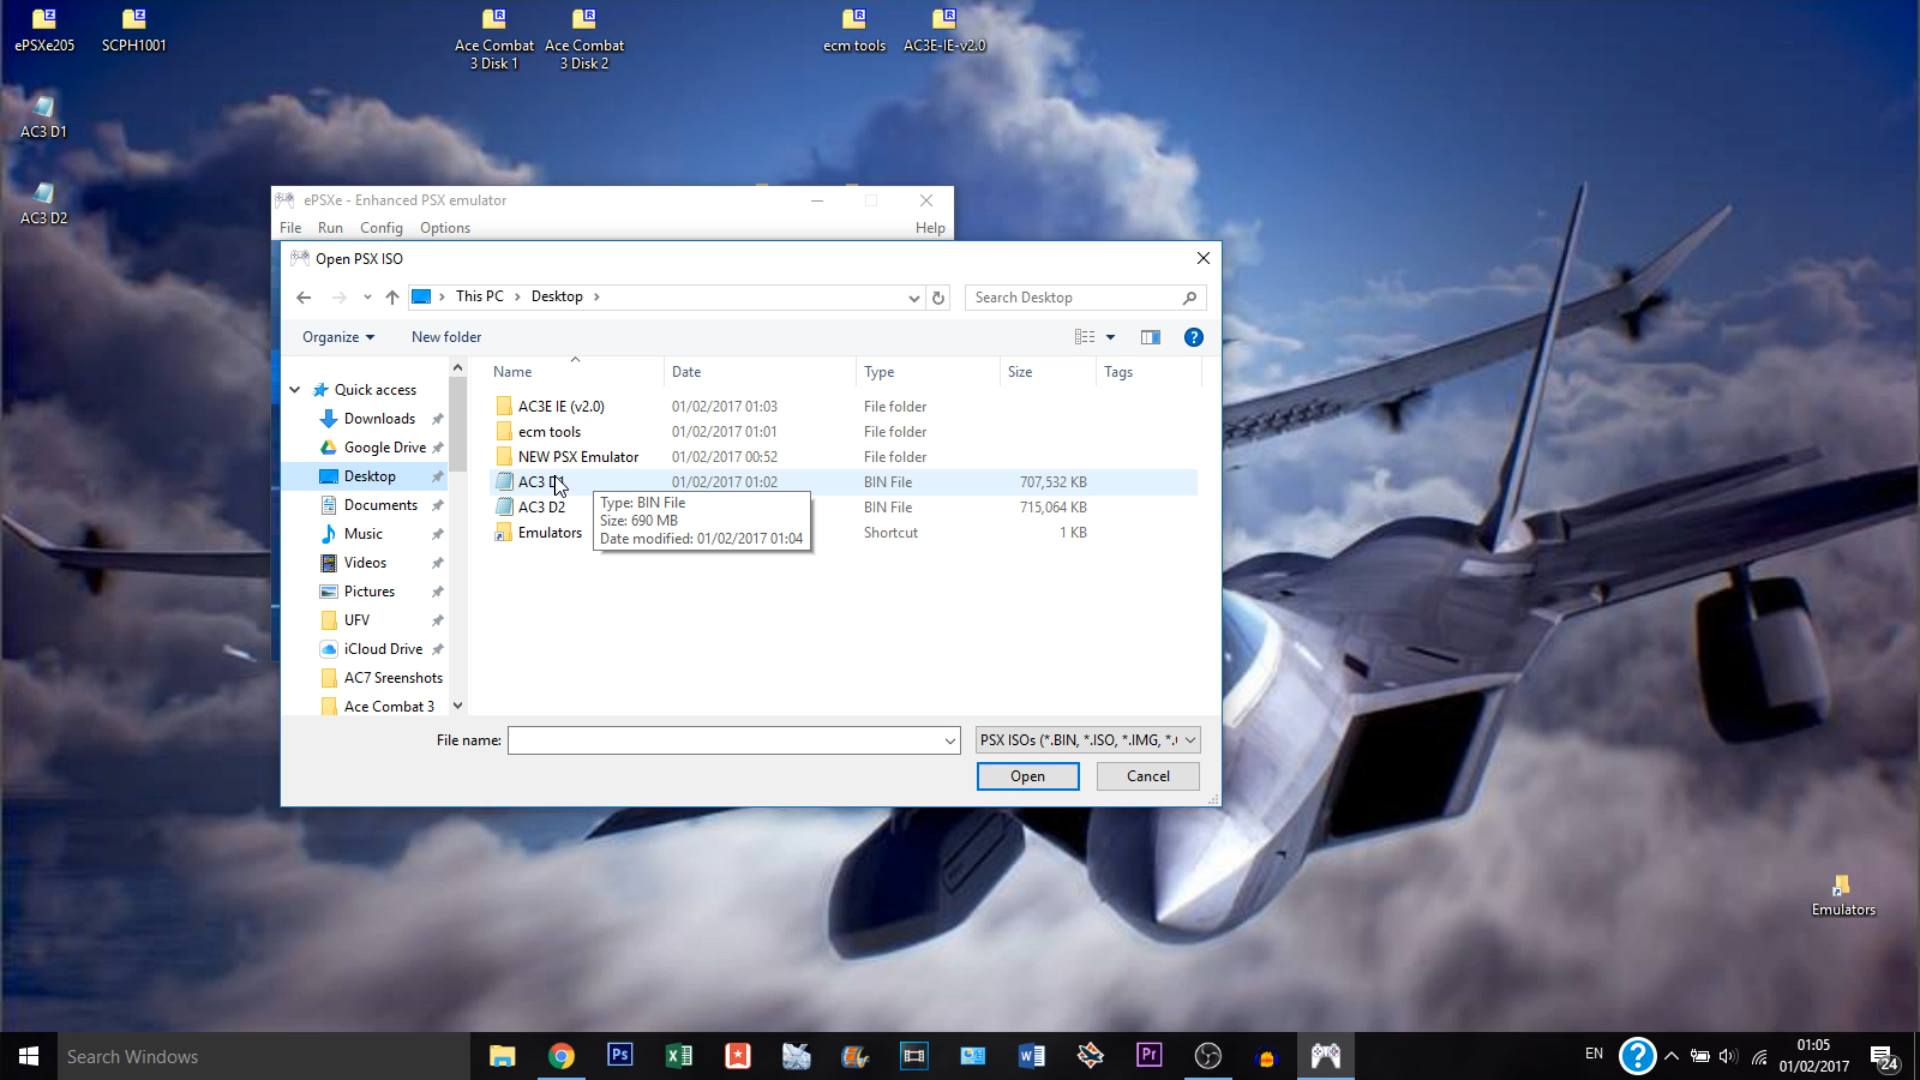 ePSXe205
SCPH1001
Ace Combat
3 Disk 1
Ace Combat
3 Disk 2
ecm tools
AC3E-IE-v2.0
AC3 D1
AC3 D2
ePSXe - Enhanced PSX emulator
File Run Config Options Help
Open PSX ISO
This PC > Desktop >
Search Desktop
Organize
New folder
Name Date Type Size Tags
Quick access
Downloads
Google Drive
Desktop
Documents
Music
Videos
Pictures
UFV
iCloud Drive
AC7 Sreenshots
Ace Combat 3
AC3E IE (v2.0) 01/02/2017 01:03 File folder
ecm tools 01/02/2017 01:01 File folder
NEW PSX Emulator 01/02/2017 00:52 File folder
AC3 D1 01/02/2017 01:02 BIN File 707,532 KB
AC3 D2 BIN File 715,064 KB
Emulators Shortcut 1 KB
Type: BIN File
Size: 690 MB
Date modified: 01/02/2017 01:04
File name:
PSX ISOs (*.BIN, *.ISO, *.IMG, *.
Open
Cancel
Emulators
Search Windows
Ps
Pr
EN
01:05
01/02/2017
24